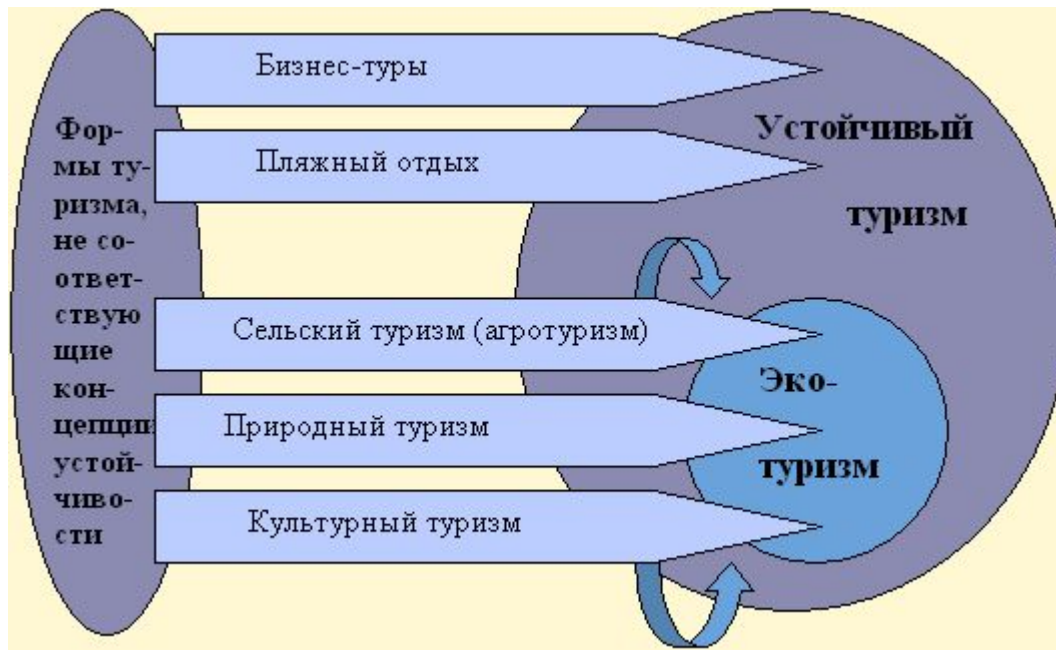 Бизнес-туры
Пляжный отдых
Сельский туризм (агротуризм)
Природный туризм
Культурный туризм
Фор-
мы ту-
ризма,
не со-
ответ-
ствую
щие
кон-
цепции
устой-
чиво-
сти
Устойчивый
туризм
Эко-
туризм